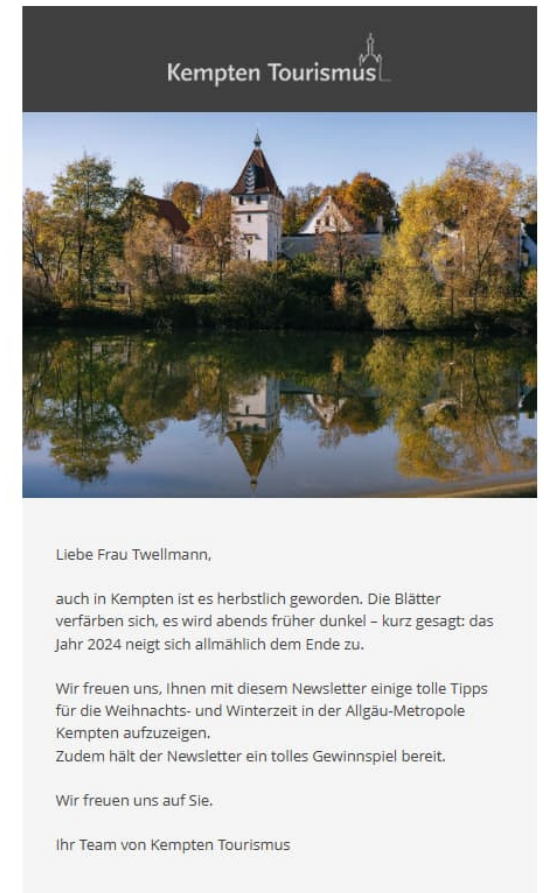 Kempten Tourismus
Liebe Frau Twellmann,
auch in Kempten ist es herbstlich geworden. Die Blätter
verfärben sich, es wird abends früher dunkel – kurz gesagt: das
Jahr 2024 neigt sich allmählich dem Ende zu.
Wir freuen uns, Ihnen mit diesem Newsletter einige tolle Tipps
für die Weihnachts- und Winterzeit in der Allgäu-Metropole
Kempten aufzuzeigen.
Zudem hält der Newsletter ein tolles Gewinnspiel bereit.
Wir freuen uns auf Sie.
Ihr Team von Kempten Tourismus